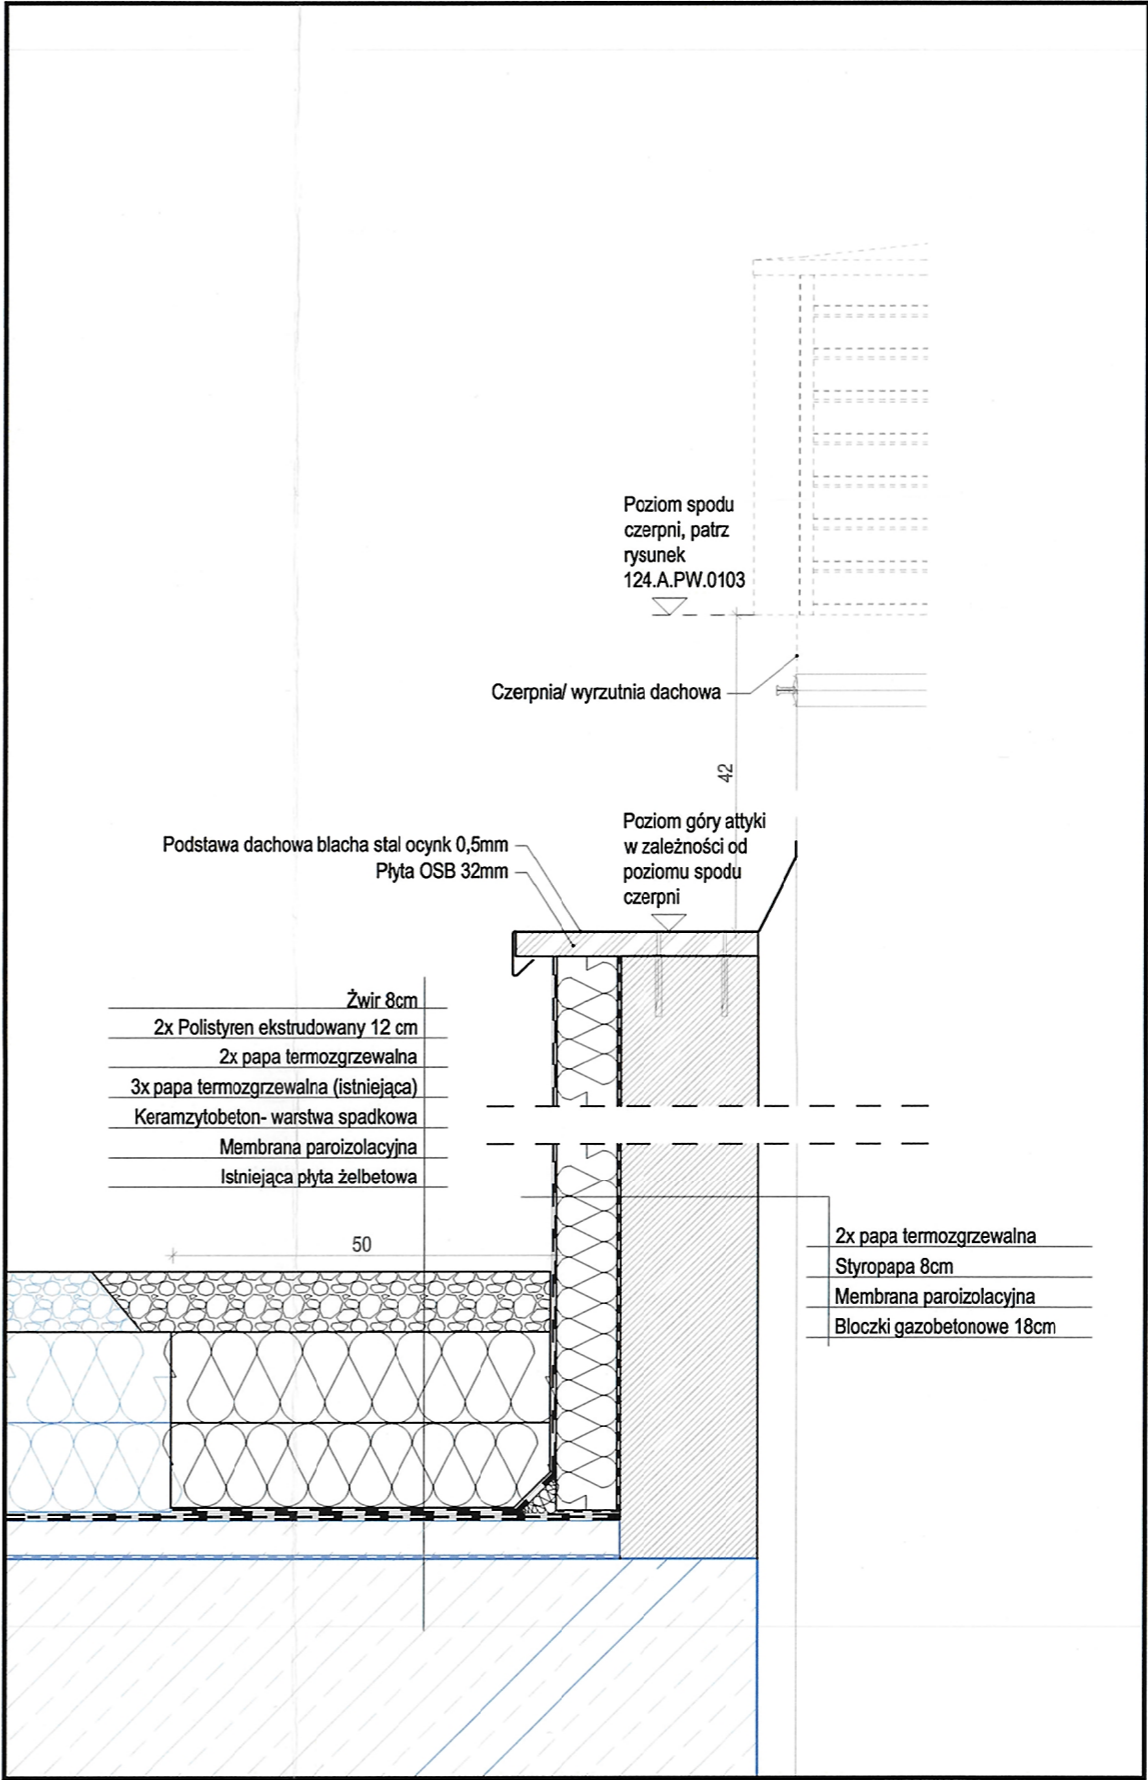 Poziom spodu
czerpni, patrz
rysunek
124.A.PW.0103
Czerpnia/ wyrzutnia dachowa
42
Poziom góry attyki
w zależności od
poziomu spodu
czerpni
Podstawa dachowa blacha stal ocynk 0,5mm
Płyta OSB 32mm
Żwir 8cm
2x Polistyren ekstrudowany 12 cm
2x papa termozgrzewalna
3x papa termozgrzewalna (istniejąca)
Keramzytobeton- warstwa spadkowa
Membrana paroizolacyjna
Istniejąca płyta żelbetowa
50
2x papa termozgrzewalna
Styropapa 8cm
Membrana paroizolacyjna
Bloczki gazobetonowe 18cm